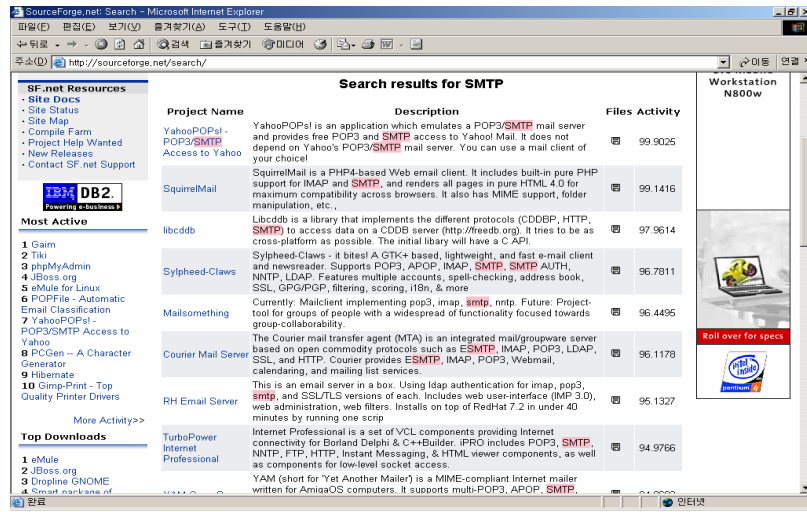 SourceForge.net: Search - Microsoft Internet Explorer
파일(F) 편집(E) 보기(V) 즐겨찾기(A) 도구(T) 도움말(H)
뒤로 검색 즐겨찾기 미디어
주소(D) http://sourceforge.net/search/ 이동 연결
SF.net Resources
· Site Docs
· Site Status
· Site Map
· Compile Farm
· Project Help Wanted
· New Releases
· Contact SF.net Support
IBM DB2.
Powering e-business
Most Active
1 Gaim
2 Tiki
3 phpMyAdmin
4 JBoss.org
5 eMule for Linux
6 POPFile - Automatic
Email Classification
7 YahooPOPs! -
POP3/SMTP Access to
Yahoo
8 PCGen -- A Character
Generator
9 Hibernate
10 Gimp-Print - Top
Quality Printer Drivers
More Activity>>
Top Downloads
1 eMule
2 JBoss.org
3 Dropline GNOME
4 Smart package of
Search results for SMTP
Project Name Description Files Activity
YahooPOPs! -
POP3/SMTP
Access to Yahoo
YahooPOPs! is an application which emulates a POP3/SMTP mail server
and provides free POP3 and SMTP access to Yahoo! Mail. It does not
depend on Yahoo's POP3/SMTP mail server. You can use a mail client of
your choice!
99.9025
SquirrelMail
SquirrelMail is a PHP4-based Web email client. It includes built-in pure PHP
support for IMAP and SMTP, and renders all pages in pure HTML 4.0 for
maximum compatibility across browsers. It also has MIME support, folder
manipulation, etc.,
99.1416
libcddb
Libcddb is a library that implements the different protocols (CDDBP, HTTP,
SMTP) to access data on a CDDB server (http://freedb.org). It tries to be as
cross-platform as possible. The initial libary will have a C API.
97.9614
Sylpheed-Claws
Sylpheed-Claws - it bites! A GTK+ based, lightweight, and fast e-mail client
and newsreader. Supports POP3, APOP, IMAP, SMTP, SMTP AUTH,
NNTP, LDAP. Features multiple accounts, spell-checking, address book,
SSL, GPG/PGP, filtering, scoring, i18n, & more
96.7811
Mailsomething
Currently: Mailclient implementing pop3, imap, smtp, nntp. Future: Project-
tool for groups of people with a widespread of functionality focused towards
group-collaborability.
96.4495
Courier Mail Server
The Courier mail transfer agent (MTA) is an integrated mail/groupware server
based on open commodity protocols such as ESMTP, IMAP, POP3, LDAP,
SSL, and HTTP. Courier provides ESMTP, IMAP, POP3, Webmail,
calendaring, and mailing list services.
96.1178
RH Email Server
This is an email server in a box. Using ldap authentication for imap, pop3,
smtp, and SSL/TLS versions of each. Includes web user-interface (IMP 3.0),
web administration, web filters. Installs on top of RedHat 7.2 in under 40
minutes by running one scrip
95.1327
TurboPower
Internet
Professional
Internet Professional is a set of VCL components providing Internet
connectivity for Borland Delphi & C++Builder. iPRO includes POP3, SMTP,
NNTP, FTP, HTTP, Instant Messaging, & HTML viewer components, as well
as components for low-level socket access.
94.9766
YAM (short for 'Yet Another Mailer') is a MIME-compliant Internet mailer
written for AmigaOS computers. It supports multi-POP3, APOP, SMTP,
Workstation
N800w
Roll over for specs
intel
inside
pentium 4
완료 인터넷